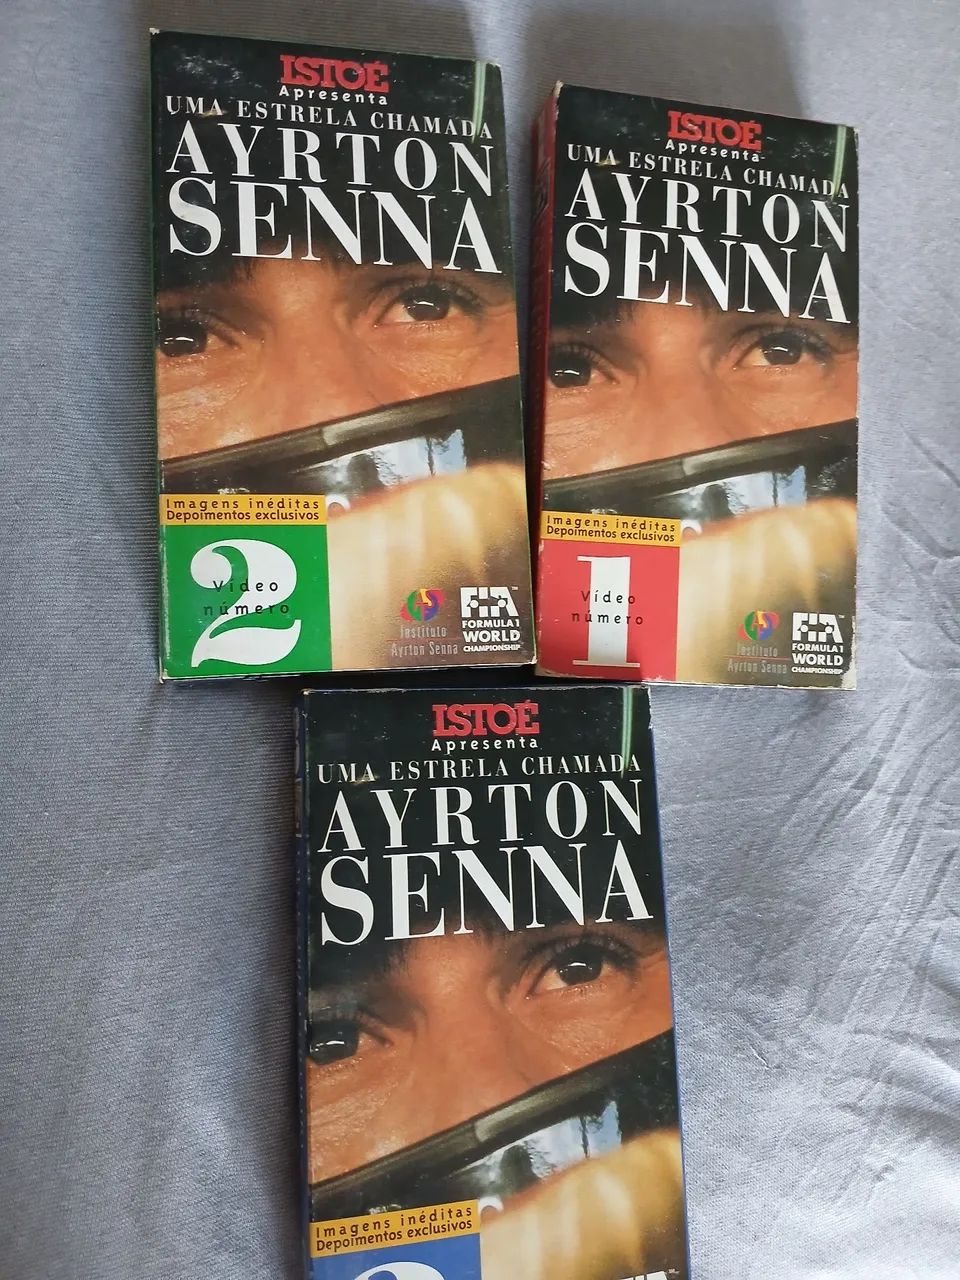 ISTOÉ
Apresenta
UMA ESTRELA CHAMADA
AYRTON
SENNA
Imagens inéditas
Depoimentos exclusivos
2
Vídeo
número
Instituto
Ayrton Senna
FIA™
FORMULA 1
WORLD
CHAMPIONSHIP
ISTOÉ
Apresenta
UMA ESTRELA CHAMADA
AYRTON
SENNA
Imagens inéditas
Depoimentos exclusivos
1
Vídeo
número
Instituto
Ayrton Senna
FIA™
FORMULA 1
WORLD
CHAMPIONSHIP
ISTOÉ
Apresenta
UMA ESTRELA CHAMADA
AYRTON
SENNA
Imagens inéditas
Depoimentos exclusivos